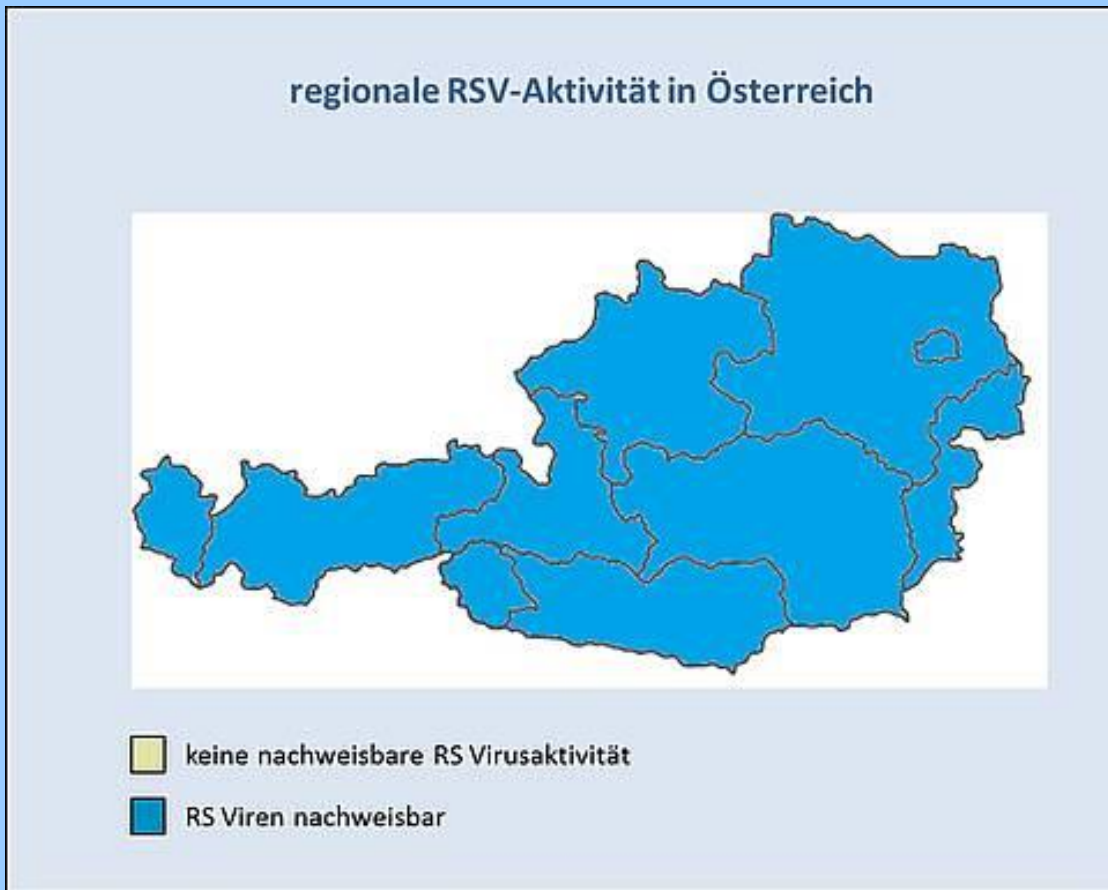 regionale RSV-Aktivität in Österreich
keine nachweisbare RS Virusaktivität
RS Viren nachweisbar